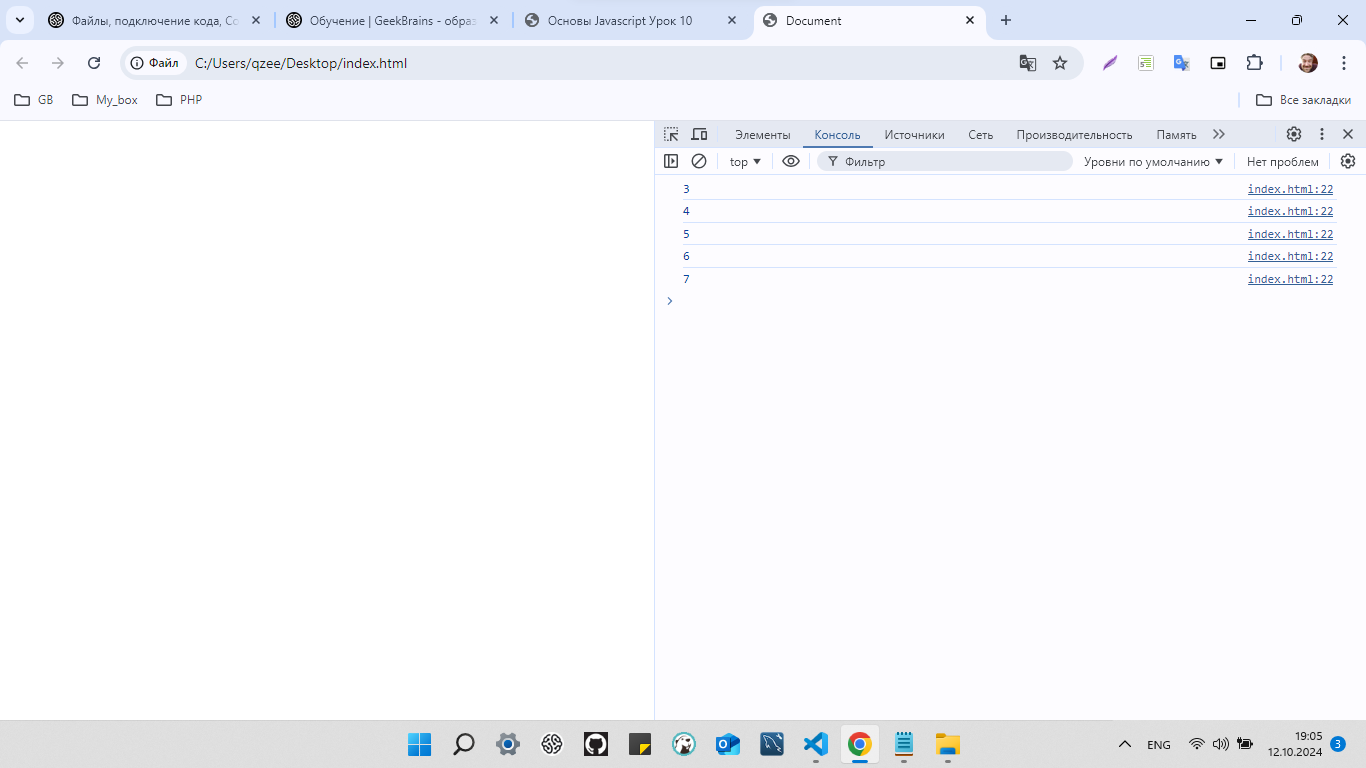 Файлы, подключение кода, Со
Обучение | GeekBrains - образ
Основы Javascript Урок 10
Document
Файл
C:/Users/qzee/Desktop/index.html
GB
My_box
PHP
Все закладки
Элементы
Консоль
Источники
Сеть
Производительность
Память
top
Фильтр
Уровни по умолчанию
Нет проблем
3 index.html:22
4 index.html:22
5 index.html:22
6 index.html:22
7 index.html:22
ENG
19:05
12.10.2024
3